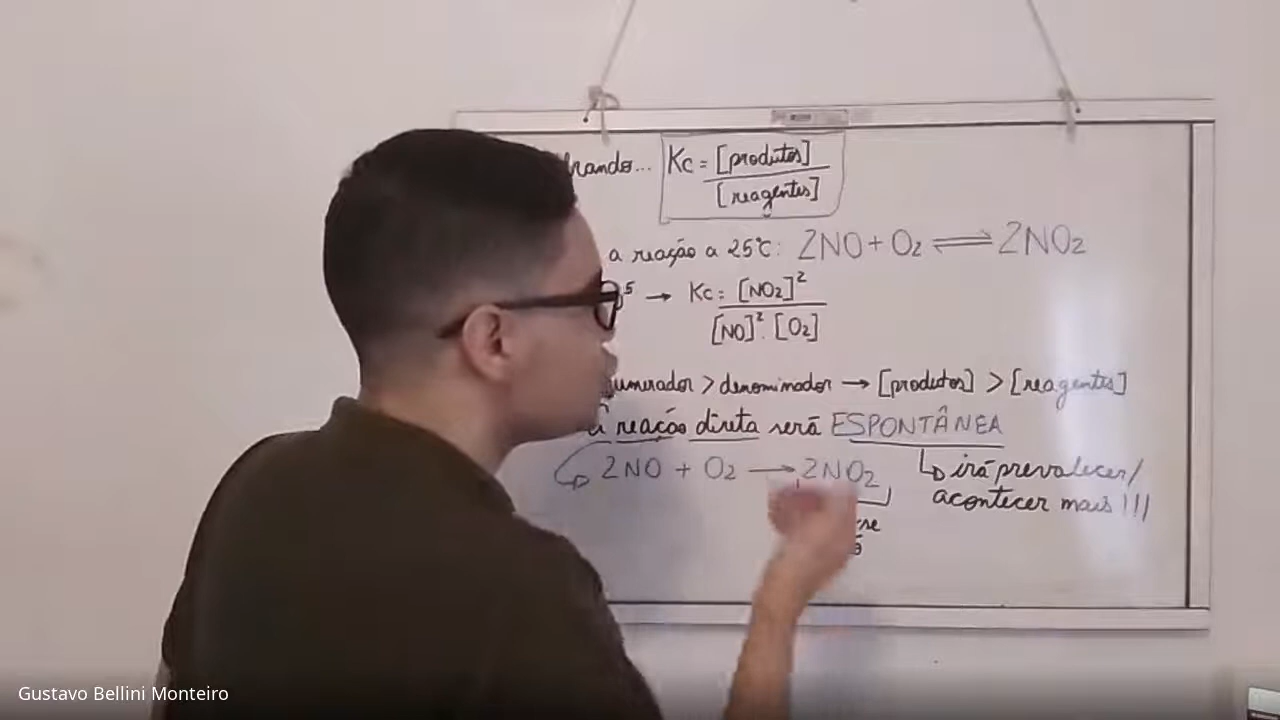 Kc = [produtos]
[reagentes]
a reação a 25°C: 2NO + O₂ ⇌ 2NO₂
⁵ → Kc = [NO₂]²
[NO]² · [O₂]
numerador > denominador → [produtos] > [reagentes]
reação direta será ESPONTÂNEA
2NO + O₂ → 2NO₂
↳ irá prevalecer/
acontecer mais!!!
Gustavo Bellini Monteiro